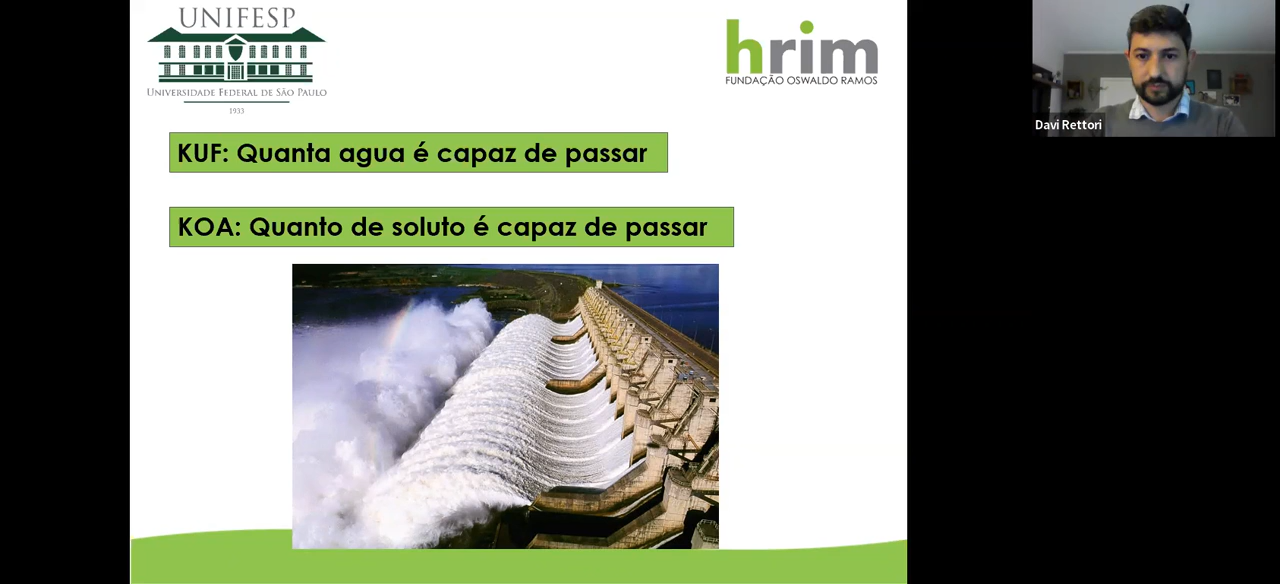 UNIFESP
UNIVERSIDADE FEDERAL DE SÃO PAULO
1933
hrim
FUNDAÇÃO OSWALDO RAMOS
Davi Rettori
KUF: Quanta agua é capaz de passar
KOA: Quanto de soluto é capaz de passar